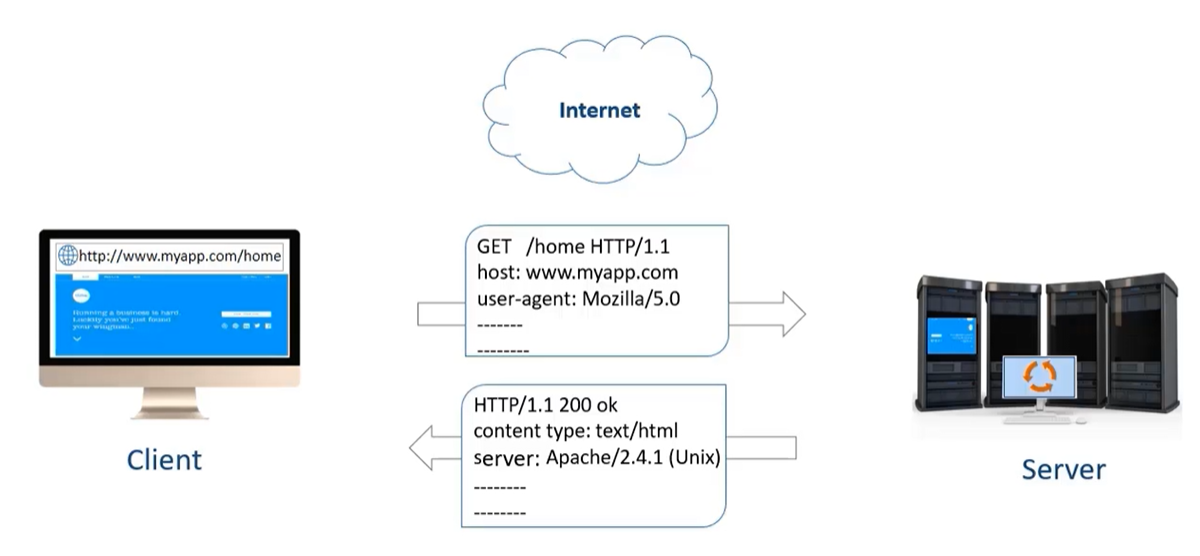 Internet
http://www.myapp.com/home
GET /home HTTP/1.1
host: www.myapp.com
user-agent: Mozilla/5.0
-------
--------
HTTP/1.1 200 ok
content type: text/html
server: Apache/2.4.1 (Unix)
--------
--------
Client
Server